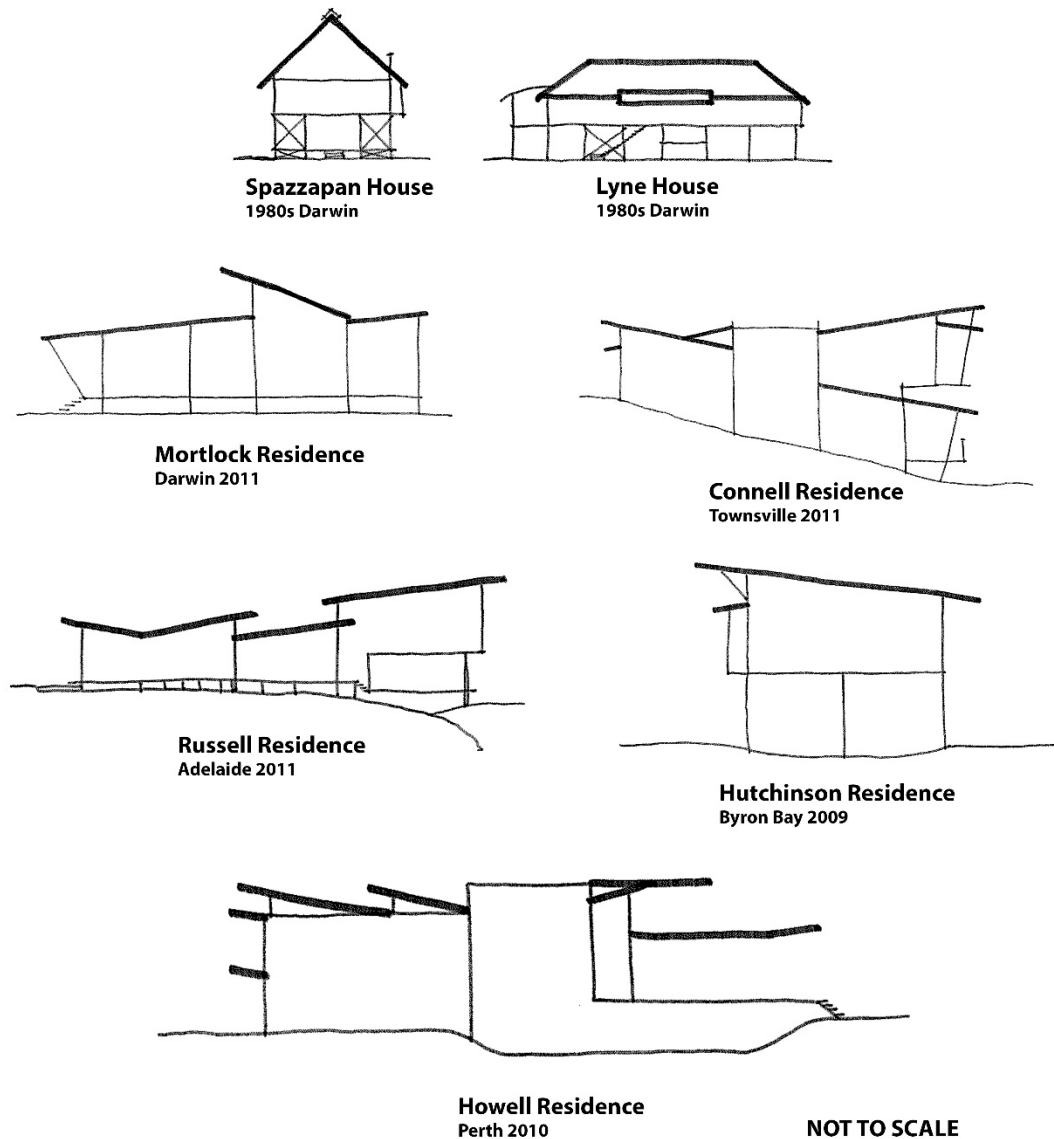 Spazzapan House
1980s Darwin
Lyne House
1980s Darwin
Mortlock Residence
Darwin 2011
Connell Residence
Townsville 2011
Russell Residence
Adelaide 2011
Hutchinson Residence
Byron Bay 2009
Howell Residence
Perth 2010
NOT TO SCALE